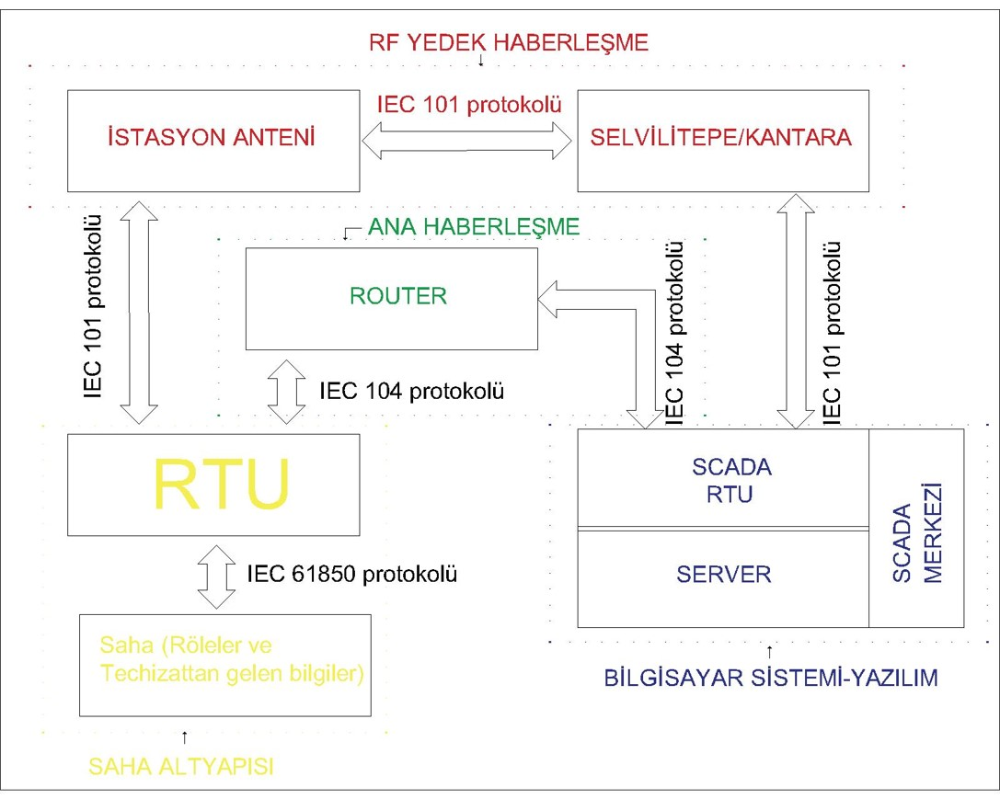 RF YEDEK HABERLEŞME
İSTASYON ANTENİ
IEC 101 protokolü
SELVİLİTEPE/KANTARA
IEC 101 protokolü
ANA HABERLEŞME
ROUTER
IEC 104 protokolü
IEC 104 protokolü
IEC 101 protokolü
RTU
IEC 61850 protokolü
Saha (Röleler ve
Techizattan gelen bilgiler)
SAHA ALTYAPISI
SCADA
RTU
SERVER
SCADA
MERKEZİ
BİLGİSAYAR SİSTEMİ-YAZILIM